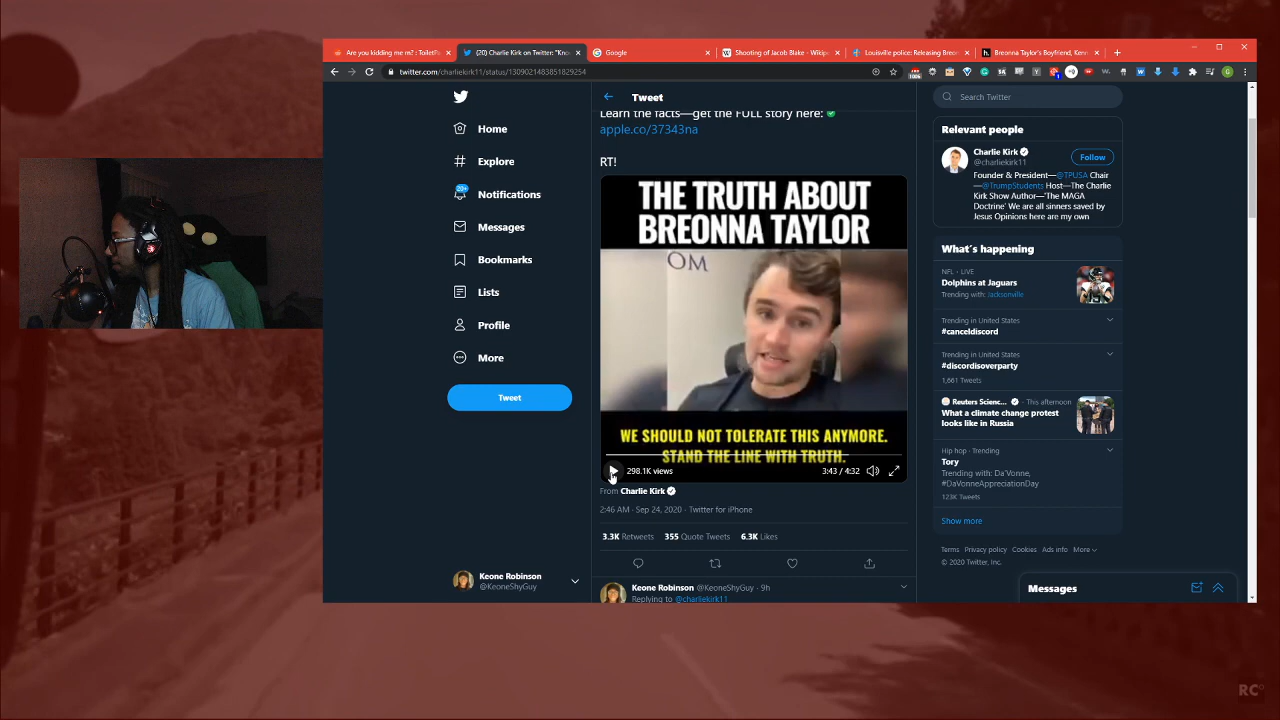 Are you kidding me rn? : ToiletPa
(20) Charlie Kirk on Twitter: "Kno
Google
Shooting of Jacob Blake - Wikipe
Louisville police: Releasing Breon
Breonna Taylor's Boyfriend, Kenn
twitter.com/charliekirk11/status/1309021483851829254
Home
Explore
20+
Notifications
Messages
Bookmarks
Lists
Profile
More
Tweet
Keone Robinson
@KeoneShyGuy
Tweet
Learn the facts—get the FULL story here:
apple.co/37343na
RT!
THE TRUTH ABOUT
BREONNA TAYLOR
OM
WE SHOULD NOT TOLERATE THIS ANYMORE.
STAND THE LINE WITH TRUTH.
298.1K views
3:43 / 4:32
From Charlie Kirk
2:46 AM · Sep 24, 2020 · Twitter for iPhone
3.3K Retweets 355 Quote Tweets 6.3K Likes
Keone Robinson @KeoneShyGuy · 9h
Replying to @charliekirk11
Search Twitter
Relevant people
Charlie Kirk
@charliekirk11
Follow
Founder & President—@TPUSA Chair
—@TrumpStudents Host—The Charlie
Kirk Show Author—'The MAGA
Doctrine' We are all sinners saved by
Jesus Opinions here are my own
What's happening
NFL · LIVE
Dolphins at Jaguars
Trending with: Jacksonville
Trending in United States
#canceldiscord
Trending in United States
#discordisoverparty
1,661 Tweets
Reuters Scienc... · This afternoon
What a climate change protest
looks like in Russia
Hip hop · Trending
Tory
Trending with: Da'Vonne,
#DaVonneAppreciationDay
123K Tweets
Show more
Terms Privacy policy Cookies Ads info More
© 2020 Twitter, Inc.
Messages
RC